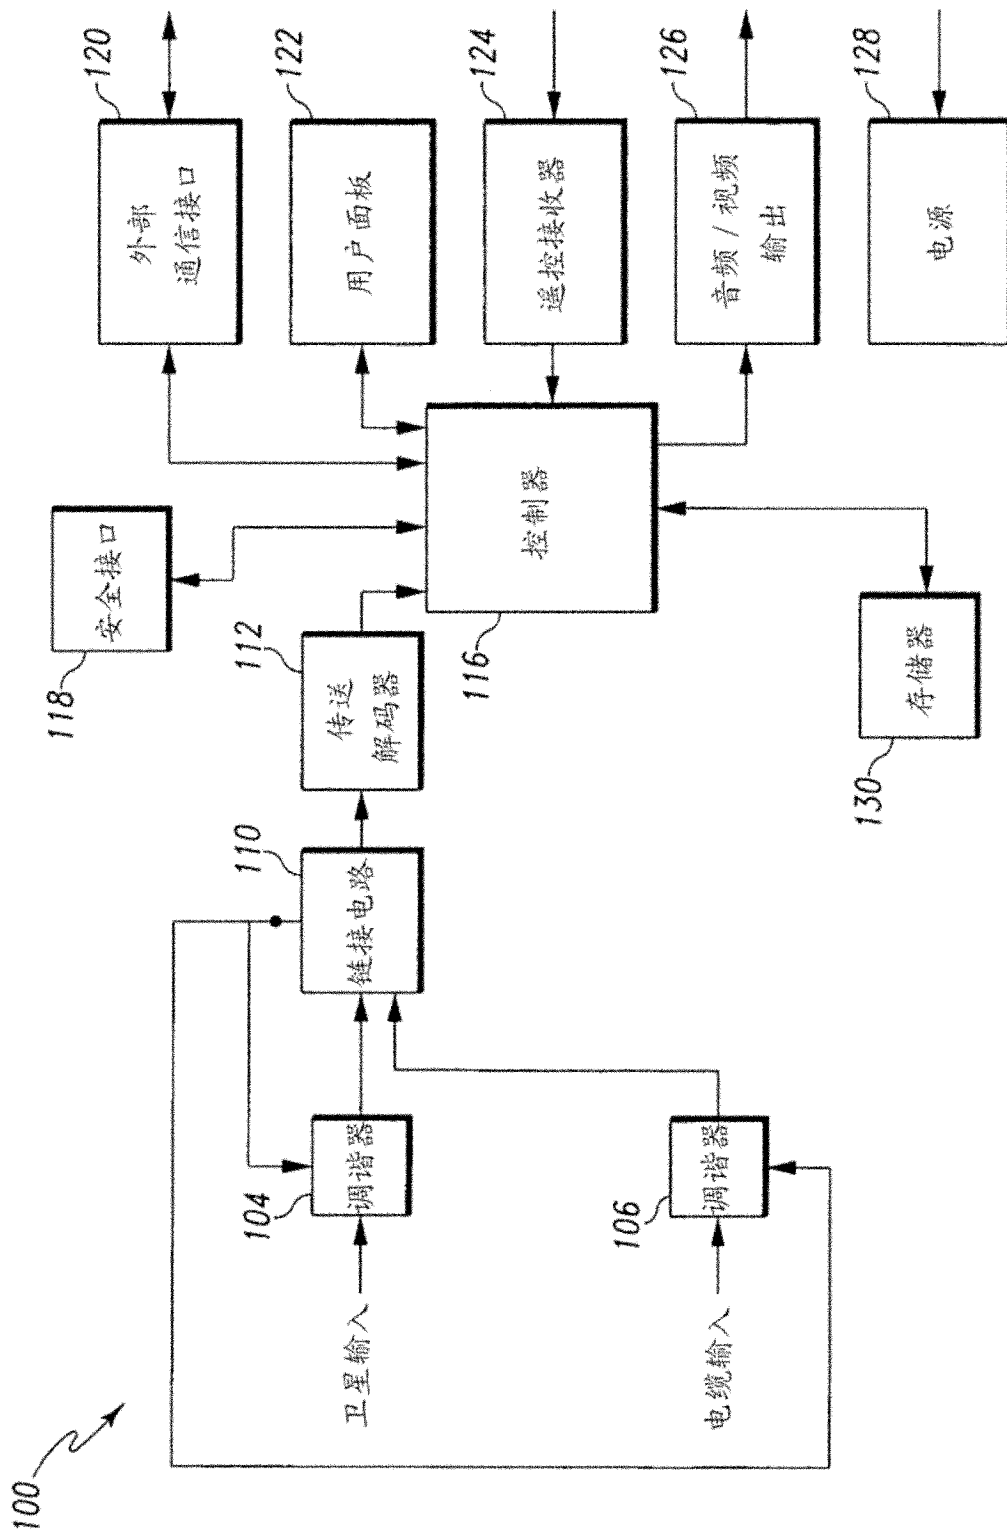 100
卫星输入
104
调谐器
电缆输入
106
调谐器
110
链接电路
112
传送
解码器
118
安全接口
116
控制器
130
存储器
120
外部
通信接口
122
用户面板
124
遥控接收器
126
音频/视频
输出
128
电源